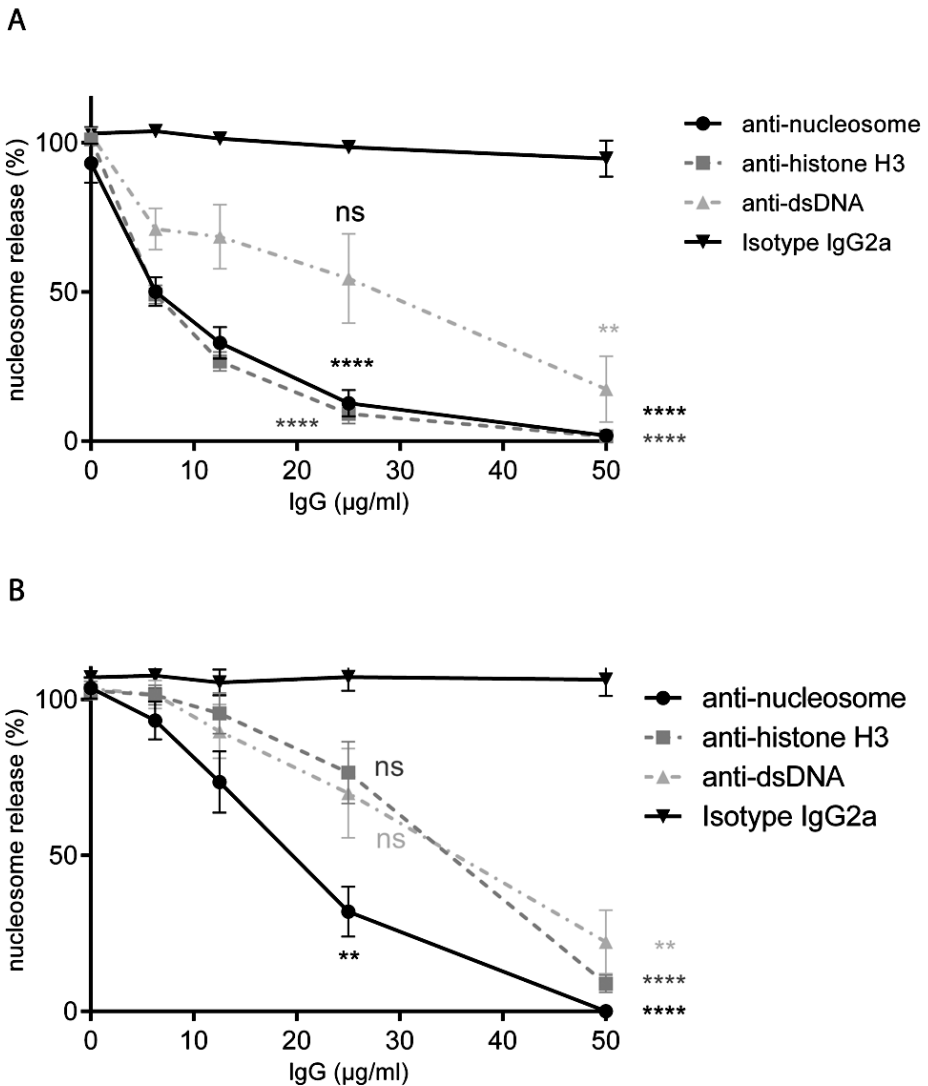 A
nucleosome release (%)
100
50
0
0 10 20 30 40 50
IgG (µg/ml)
ns
**
****
****
****
****
anti-nucleosome
anti-histone H3
anti-dsDNA
Isotype IgG2a
B
nucleosome release (%)
100
50
0
0 10 20 30 40 50
IgG (µg/ml)
ns
ns
**
**
****
****
anti-nucleosome
anti-histone H3
anti-dsDNA
Isotype IgG2a